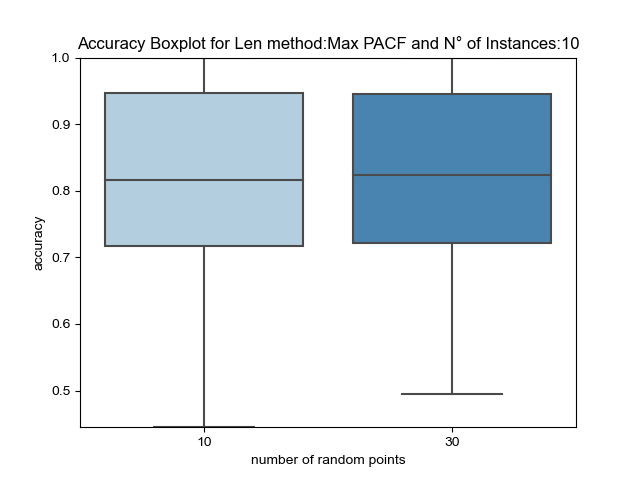 Accuracy Boxplot for Len method:Max PACF and N° of Instances:10
1.0
0.9
0.8
0.7
0.6
0.5
accuracy
10 30
number of random points